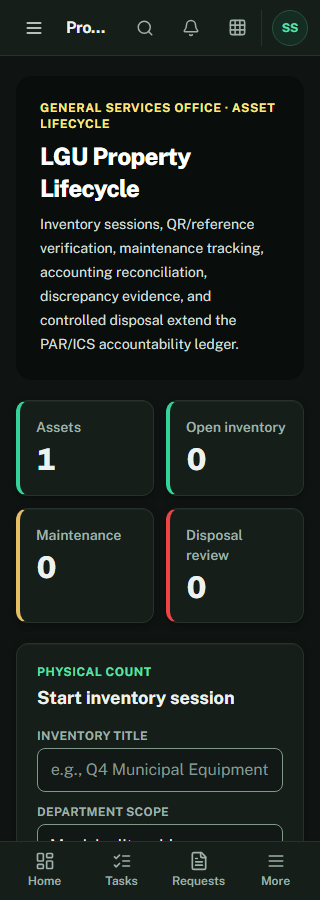 Pro...
SS
GENERAL SERVICES OFFICE · ASSET
LIFECYCLE
LGU Property
Lifecycle
Inventory sessions, QR/reference
verification, maintenance tracking,
accounting reconciliation,
discrepancy evidence, and
controlled disposal extend the
PAR/ICS accountability ledger.
Assets
1
Open inventory
0
Maintenance
0
Disposal
review
0
PHYSICAL COUNT
Start inventory session
INVENTORY TITLE
e.g., Q4 Municipal Equipment
DEPARTMENT SCOPE
Home
Tasks
Requests
More